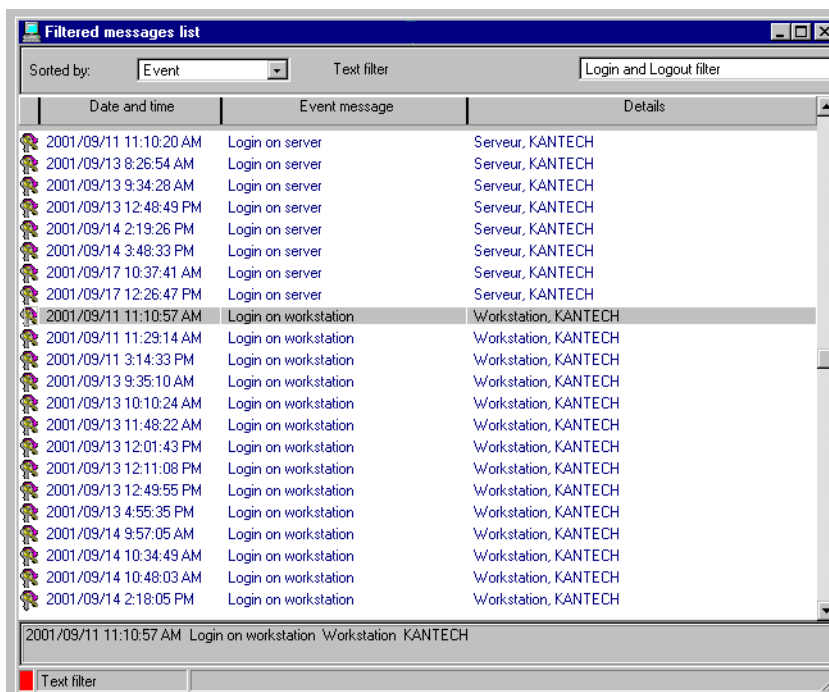 Filtered messages list
Sorted by: Event Text filter Login and Logout filter
Date and time Event message Details
2001/09/11 11:10:20 AM Login on server Serveur, KANTECH
2001/09/13 8:26:54 AM Login on server Serveur, KANTECH
2001/09/13 9:34:28 AM Login on server Serveur, KANTECH
2001/09/13 12:48:49 PM Login on server Serveur, KANTECH
2001/09/14 2:19:26 PM Login on server Serveur, KANTECH
2001/09/14 3:48:33 PM Login on server Serveur, KANTECH
2001/09/17 10:37:41 AM Login on server Serveur, KANTECH
2001/09/17 12:26:47 PM Login on server Serveur, KANTECH
2001/09/11 11:10:57 AM Login on workstation Workstation, KANTECH
2001/09/11 11:29:14 AM Login on workstation Workstation, KANTECH
2001/09/11 3:14:33 PM Login on workstation Workstation, KANTECH
2001/09/13 9:35:10 AM Login on workstation Workstation, KANTECH
2001/09/13 10:10:24 AM Login on workstation Workstation, KANTECH
2001/09/13 11:48:22 AM Login on workstation Workstation, KANTECH
2001/09/13 12:01:43 PM Login on workstation Workstation, KANTECH
2001/09/13 12:11:08 PM Login on workstation Workstation, KANTECH
2001/09/13 12:49:55 PM Login on workstation Workstation, KANTECH
2001/09/13 4:55:35 PM Login on workstation Workstation, KANTECH
2001/09/14 9:57:05 AM Login on workstation Workstation, KANTECH
2001/09/14 10:34:49 AM Login on workstation Workstation, KANTECH
2001/09/14 10:48:03 AM Login on workstation Workstation, KANTECH
2001/09/14 2:18:05 PM Login on workstation Workstation, KANTECH
2001/09/11 11:10:57 AM Login on workstation Workstation KANTECH
Text filter